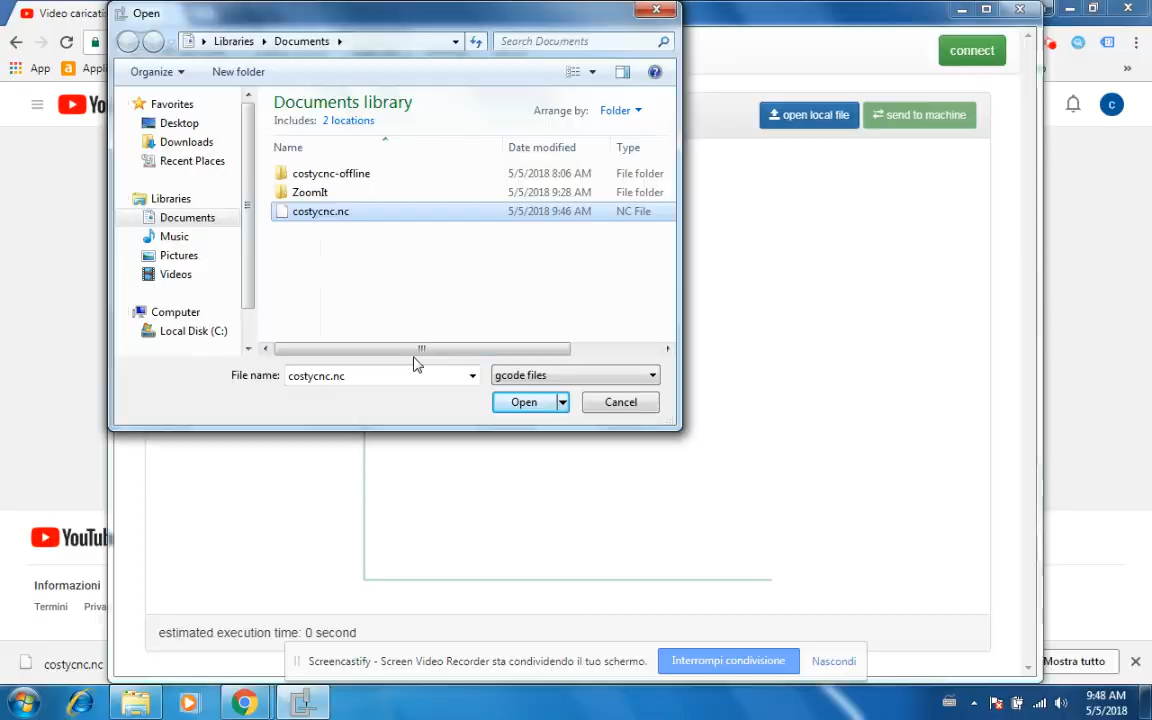 Video caricati
Open
Libraries
Documents
Search Documents
connect
App
Appli
Organize
New folder
Favorites
Desktop
Downloads
Recent Places
Libraries
Documents
Music
Pictures
Videos
Computer
Local Disk (C:)
Documents library
Includes: 2 locations
Arrange by: Folder
Name Date modified Type
costycnc-offline 5/5/2018 8:06 AM File folder
ZoomIt 5/5/2018 9:28 AM File folder
costycnc.nc 5/5/2018 9:46 AM NC File
File name: costycnc.nc gcode files
Open Cancel
open local file
send to machine
Yo
c
YouTub
Informazioni
Termini Priva
estimated execution time: 0 second
costycnc.nc
Screencastify - Screen Video Recorder sta condividendo il tuo schermo.
Interrompi condivisione
Nascondi
Mostra tutto
9:48 AM
5/5/2018